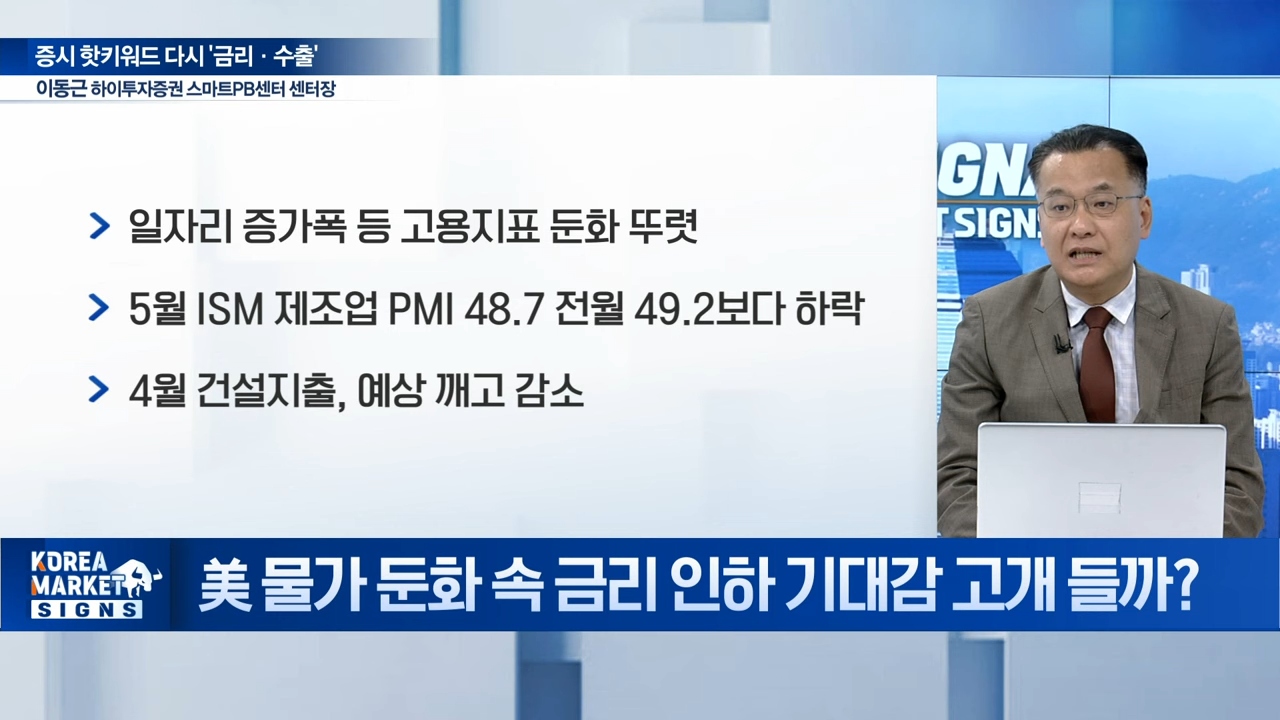 증시 핫키워드 다시 '금리 · 수출'
이동근 하이투자증권 스마트PB센터 센터장
일자리 증가폭 등 고용지표 둔화 뚜렷
5월 ISM 제조업 PMI 48.7 전월 49.2보다 하락
4월 건설지출, 예상 깨고 감소
IGNA
T SIGNS
KOREA
MARKET
SIGNS
美 물가 둔화 속 금리 인하 기대감 고개 들까?